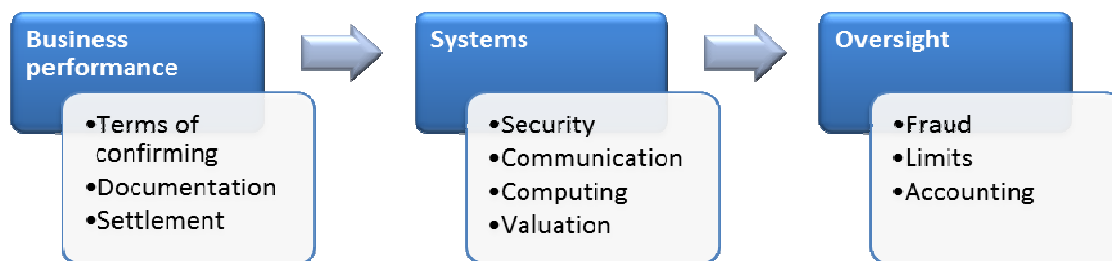 Business
performance
•Terms of
confirming
•Documentation
•Settlement
Systems
•Security
•Communication
•Computing
•Valuation
Oversight
•Fraud
•Limits
•Accounting